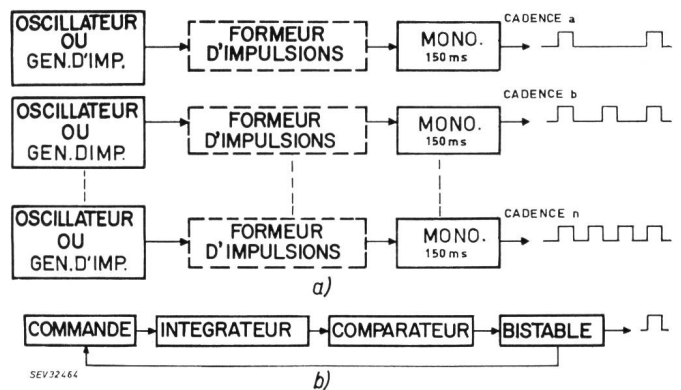 OSCILLATEUR
OU
GEN.D'IMP.
FORMEUR
D'IMPULSIONS
MONO.
150 ms
CADENCE a
OSCILLATEUR
OU
GEN.DIMP.
FORMEUR
D'IMPULSIONS
MONO.
150 ms
CADENCE b
OSCILLATEUR
OU
GEN.D'IMP.
FORMEUR
D'IMPULSIONS
MONO.
150 ms
CADENCE n
a)
COMMANDE
INTEGRATEUR
COMPARATEUR
BISTABLE
SEV32464
b)